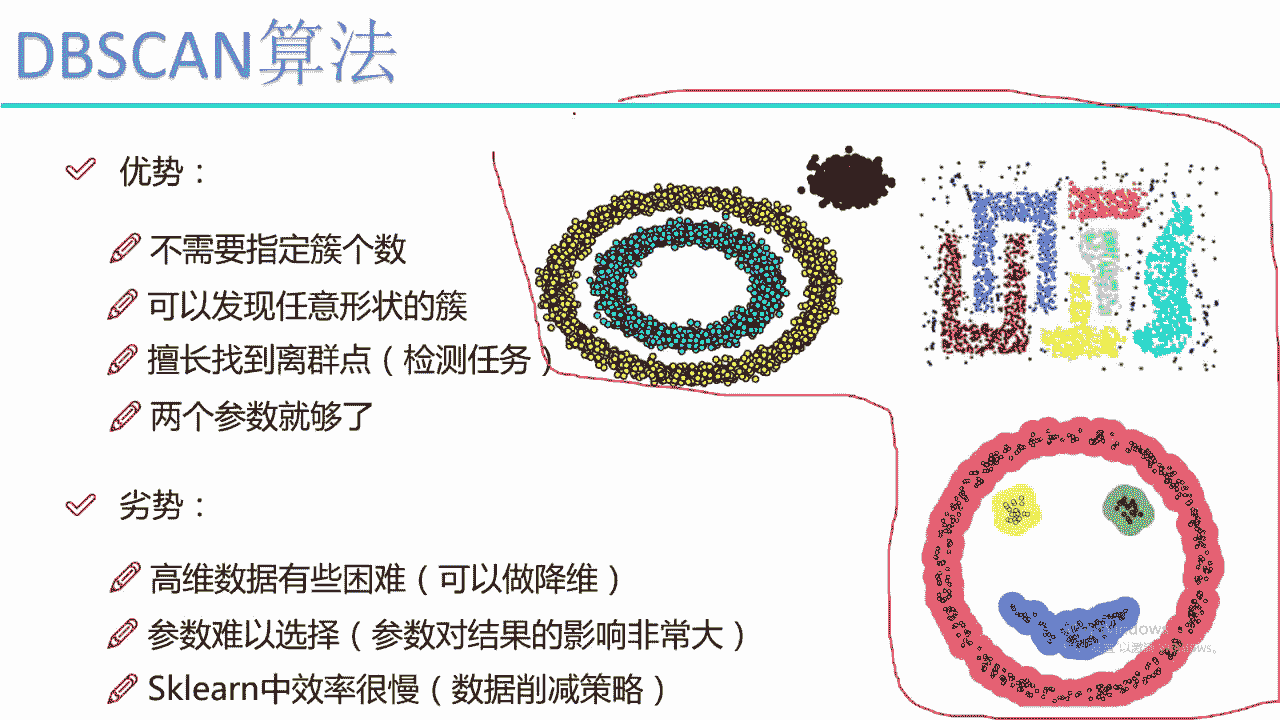 DBSCAN算法
优势：
不需要指定簇个数
可以发现任意形状的簇
擅长找到离群点（检测任务）
两个参数就够了
劣势：
高维数据有些困难（可以做降维）
参数难以选择（参数对结果的影响非常大）
Sklearn中效率很慢（数据削减策略）